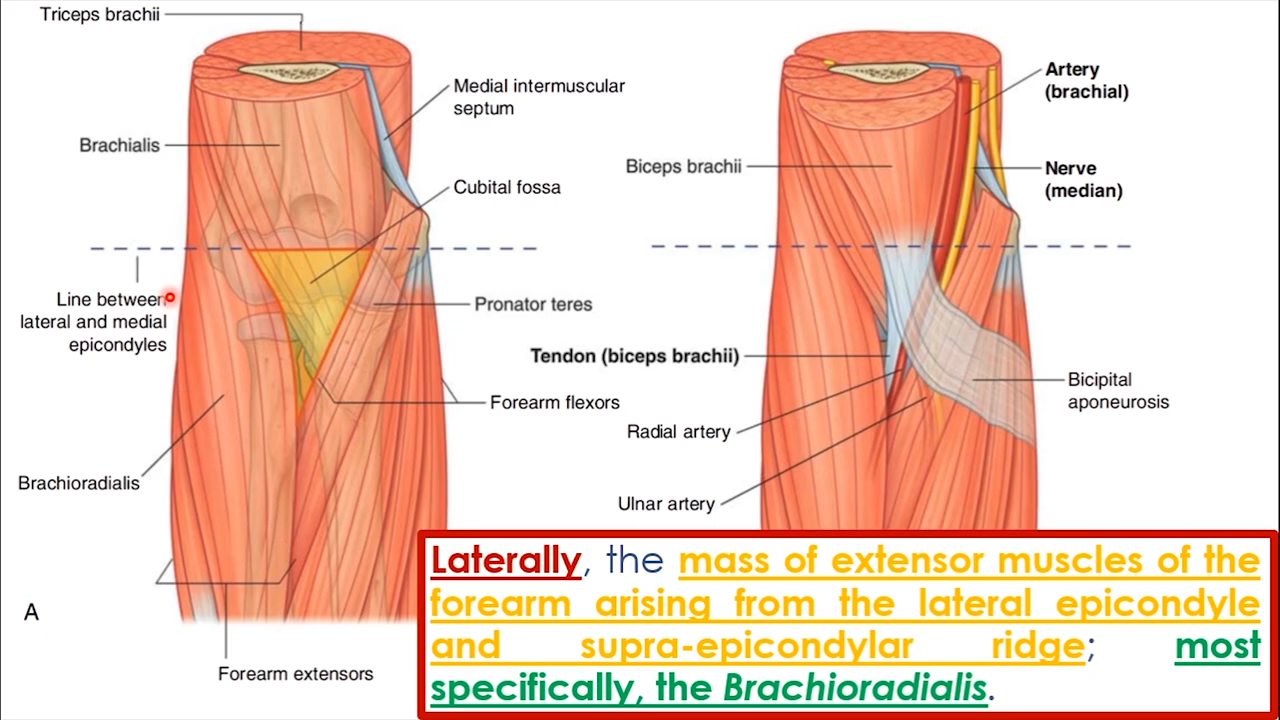 Triceps brachii
Medial intermuscular
septum
Brachialis
Cubital fossa
Line between
lateral and medial
epicondyles
Pronator teres
Forearm flexors
Brachioradialis
A
Forearm extensors
Artery
(brachial)
Biceps brachii
Nerve
(median)
Tendon (biceps brachii)
Bicipital
aponeurosis
Radial artery
Ulnar artery
Laterally, the mass of extensor muscles of the
forearm arising from the lateral epicondyle
and supra-epicondylar ridge; most
specifically, the Brachioradialis.